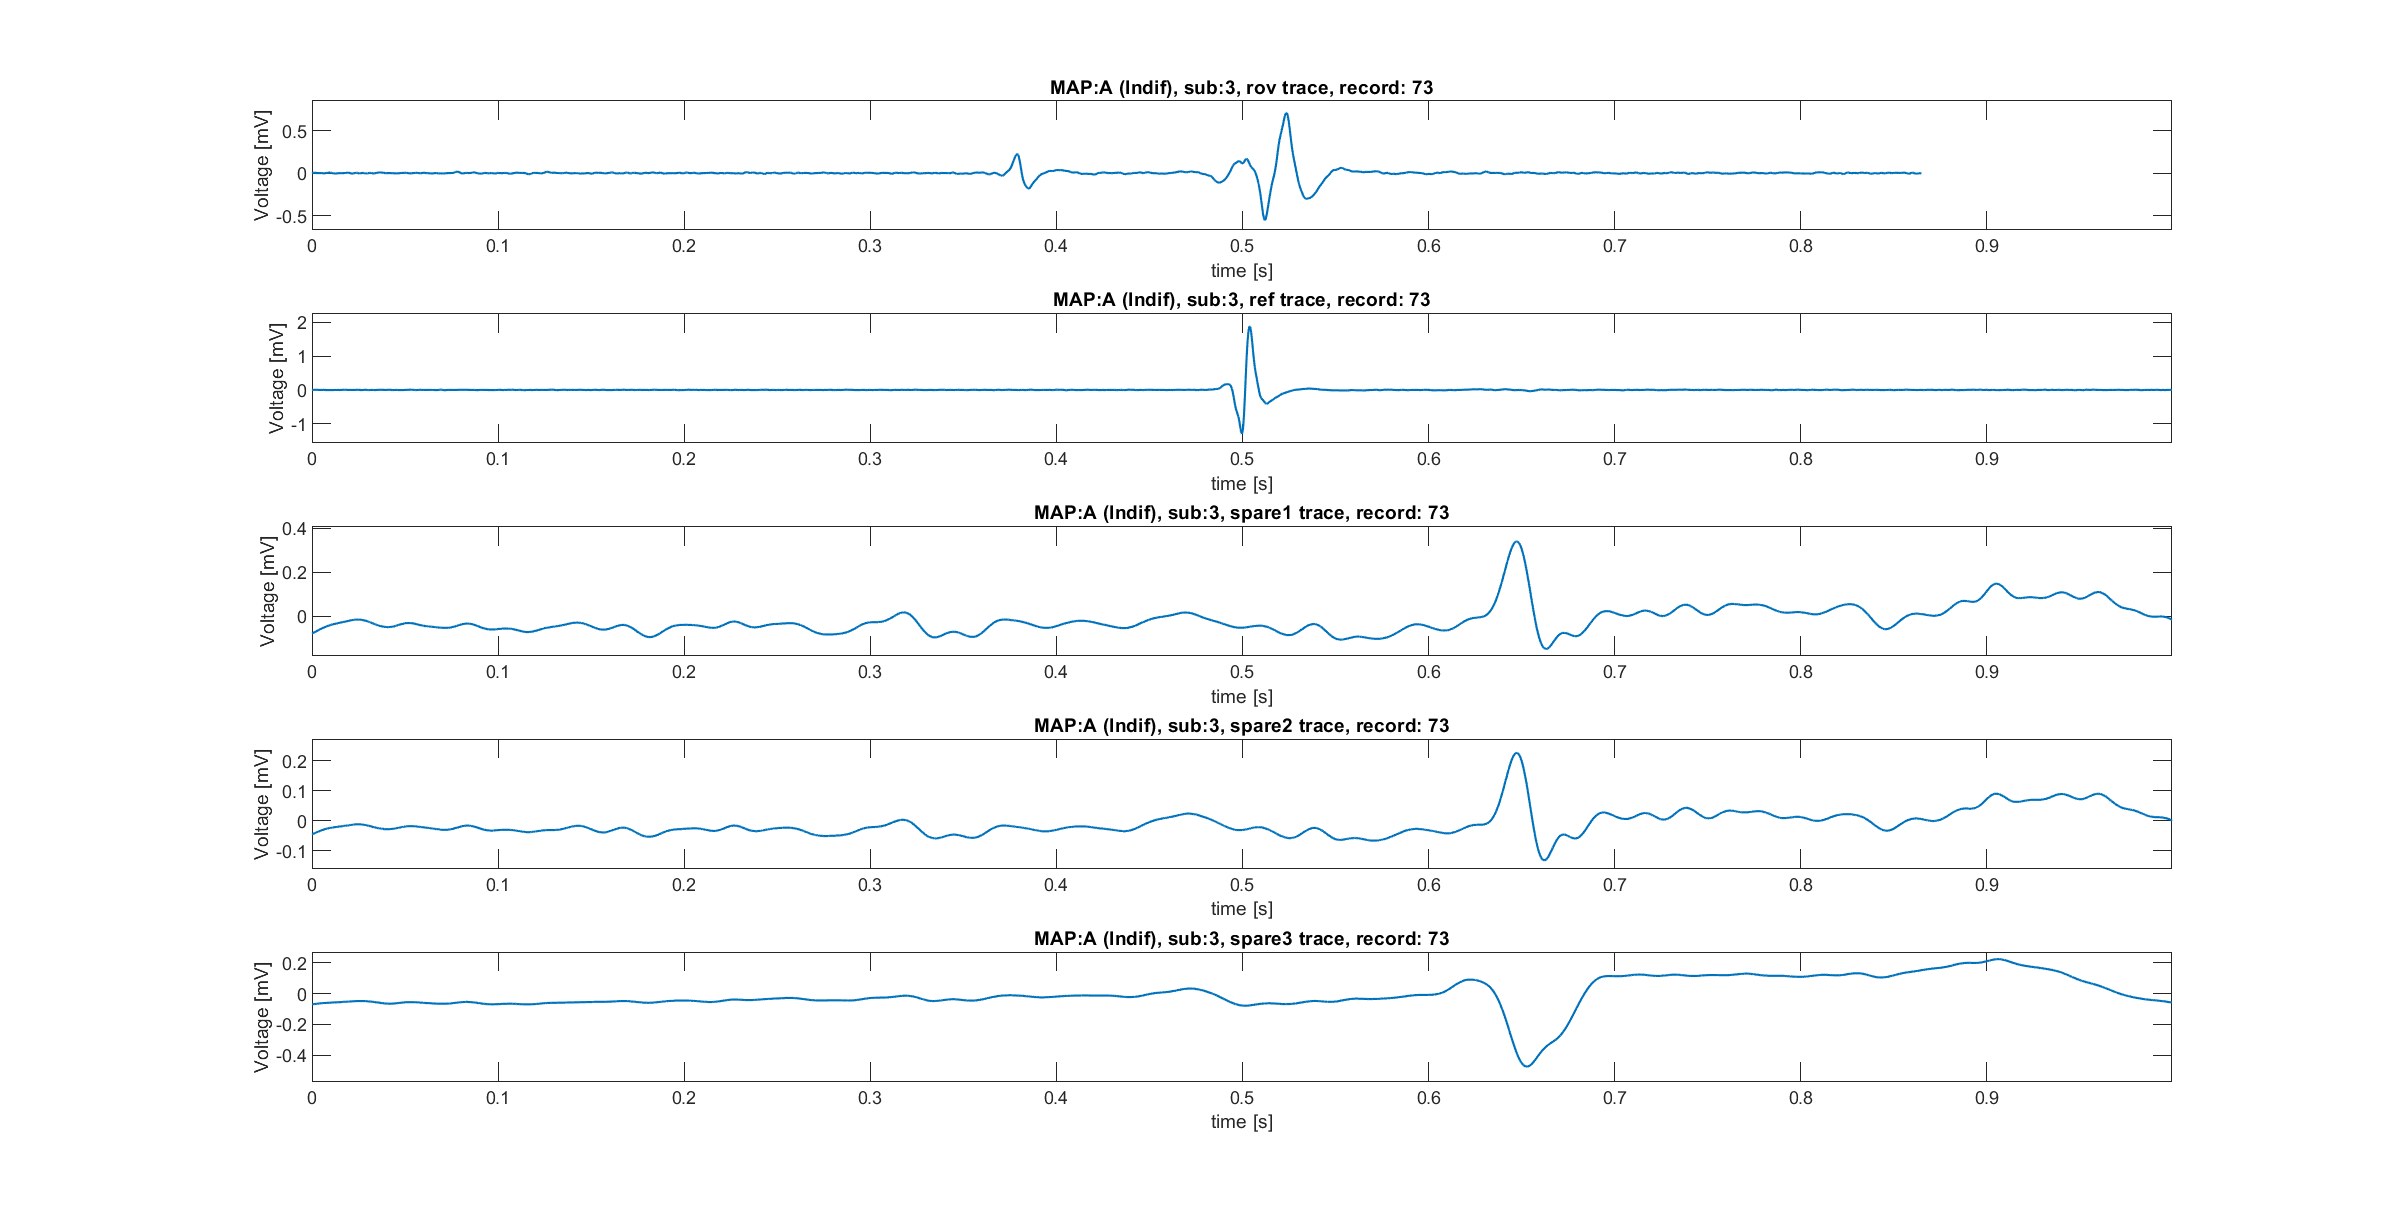 MAP:A (Indif), sub:3, rov trace, record: 73
Voltage [mV]
0.5
0
-0.5
0 0.1 0.2 0.3 0.4 0.5 0.6 0.7 0.8 0.9
time [s]
MAP:A (Indif), sub:3, ref trace, record: 73
Voltage [mV]
2
1
0
-1
0 0.1 0.2 0.3 0.4 0.5 0.6 0.7 0.8 0.9
time [s]
MAP:A (Indif), sub:3, spare1 trace, record: 73
Voltage [mV]
0.4
0.2
0
0 0.1 0.2 0.3 0.4 0.5 0.6 0.7 0.8 0.9
time [s]
MAP:A (Indif), sub:3, spare2 trace, record: 73
Voltage [mV]
0.2
0.1
0
-0.1
0 0.1 0.2 0.3 0.4 0.5 0.6 0.7 0.8 0.9
time [s]
MAP:A (Indif), sub:3, spare3 trace, record: 73
Voltage [mV]
0.2
0
-0.2
-0.4
0 0.1 0.2 0.3 0.4 0.5 0.6 0.7 0.8 0.9
time [s]